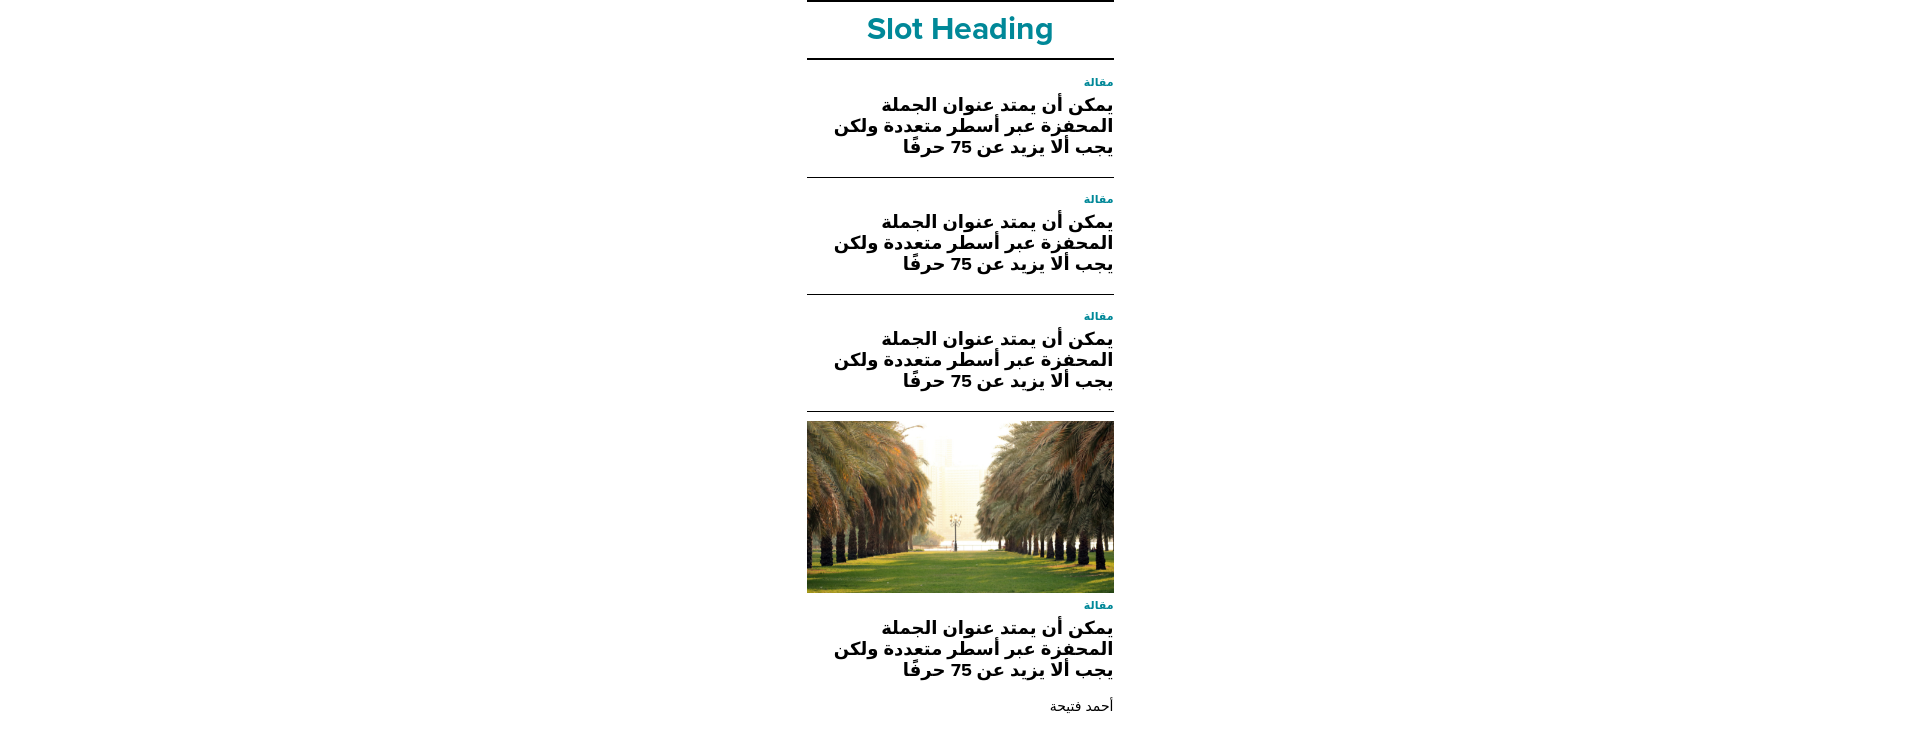 Slot Heading
مقالة
يمكن أن يمتد عنوان الجملة
المحفزة عبر أسطر متعددة ولكن
يجب ألا يزيد عن 75 حرفًا
مقالة
يمكن أن يمتد عنوان الجملة
المحفزة عبر أسطر متعددة ولكن
يجب ألا يزيد عن 75 حرفًا
مقالة
يمكن أن يمتد عنوان الجملة
المحفزة عبر أسطر متعددة ولكن
يجب ألا يزيد عن 75 حرفًا
مقالة
يمكن أن يمتد عنوان الجملة
المحفزة عبر أسطر متعددة ولكن
يجب ألا يزيد عن 75 حرفًا
أحمد فتيحة